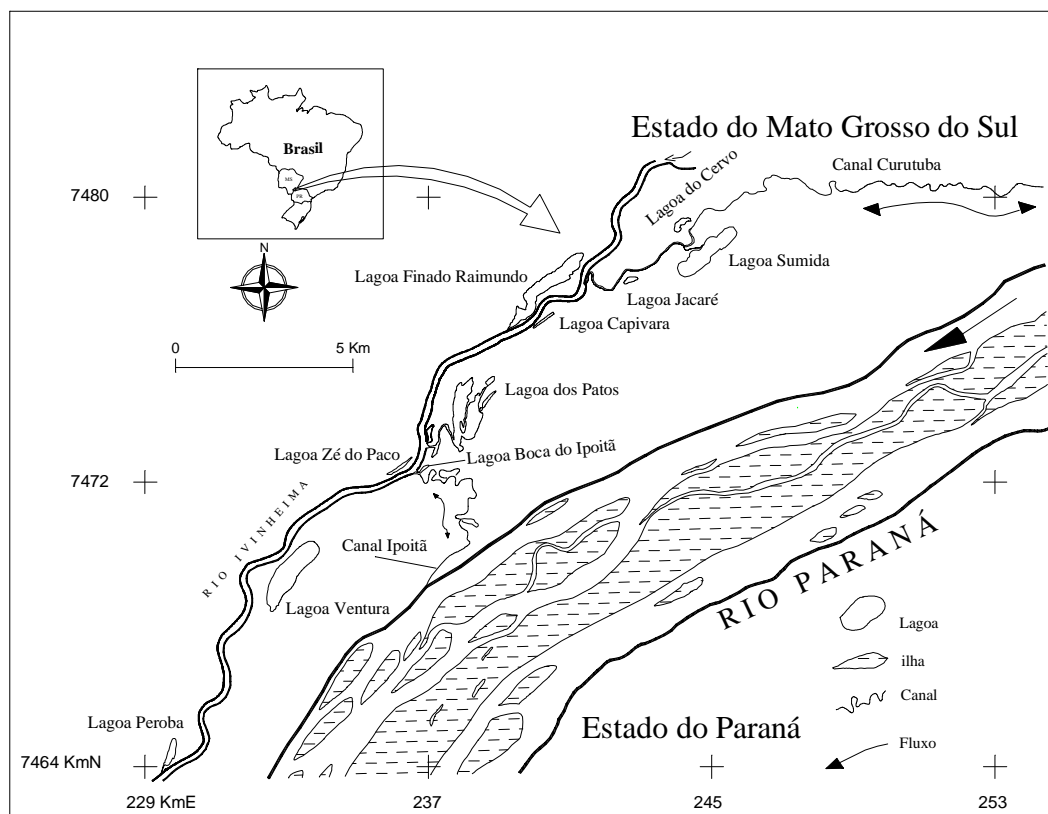 Estado do Mato Grosso do Sul
Brasil
MS
PR
Canal Curutuba
Lagoa do Cervo
7480
N
Lagoa Finado Raimundo
Lagoa Sumida
Lagoa Jacaré
Lagoa Capivara
0
5 Km
Lagoa dos Patos
Lagoa Zé do Paco
Lagoa Boca do Ipoitã
7472
RIO IVINHEIMA
Canal Ipoitã
RIO PARANÁ
Lagoa Ventura
Lagoa
ilha
Canal
Lagoa Peroba
Estado do Paraná
Fluxo
7464 KmN
229 KmE
237
245
253